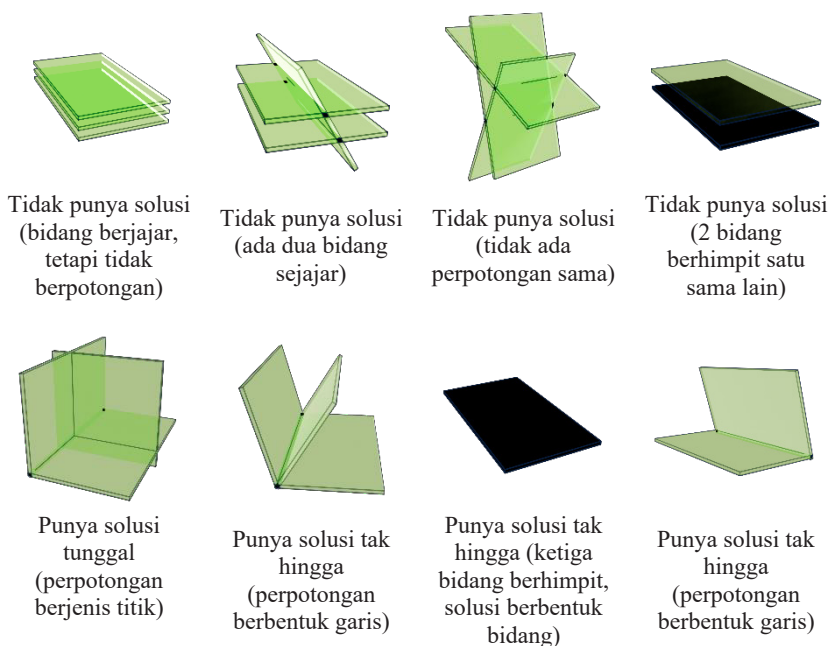 Tidak punya solusi
(bidang berjajar,
tetapi tidak
berpotongan)
Tidak punya solusi
(ada dua bidang
sejajar)
Tidak punya solusi
(tidak ada
perpotongan sama)
Tidak punya solusi
(2 bidang
berhimpit satu
sama lain)
Punya solusi
tunggal
(perpotongan
berjenis titik)
Punya solusi tak
hingga
(perpotongan
berbentuk garis)
Punya solusi tak
hingga (ketiga
bidang berhimpit,
solusi berbentuk
bidang)
Punya solusi tak
hingga
(perpotongan
berbentuk garis)